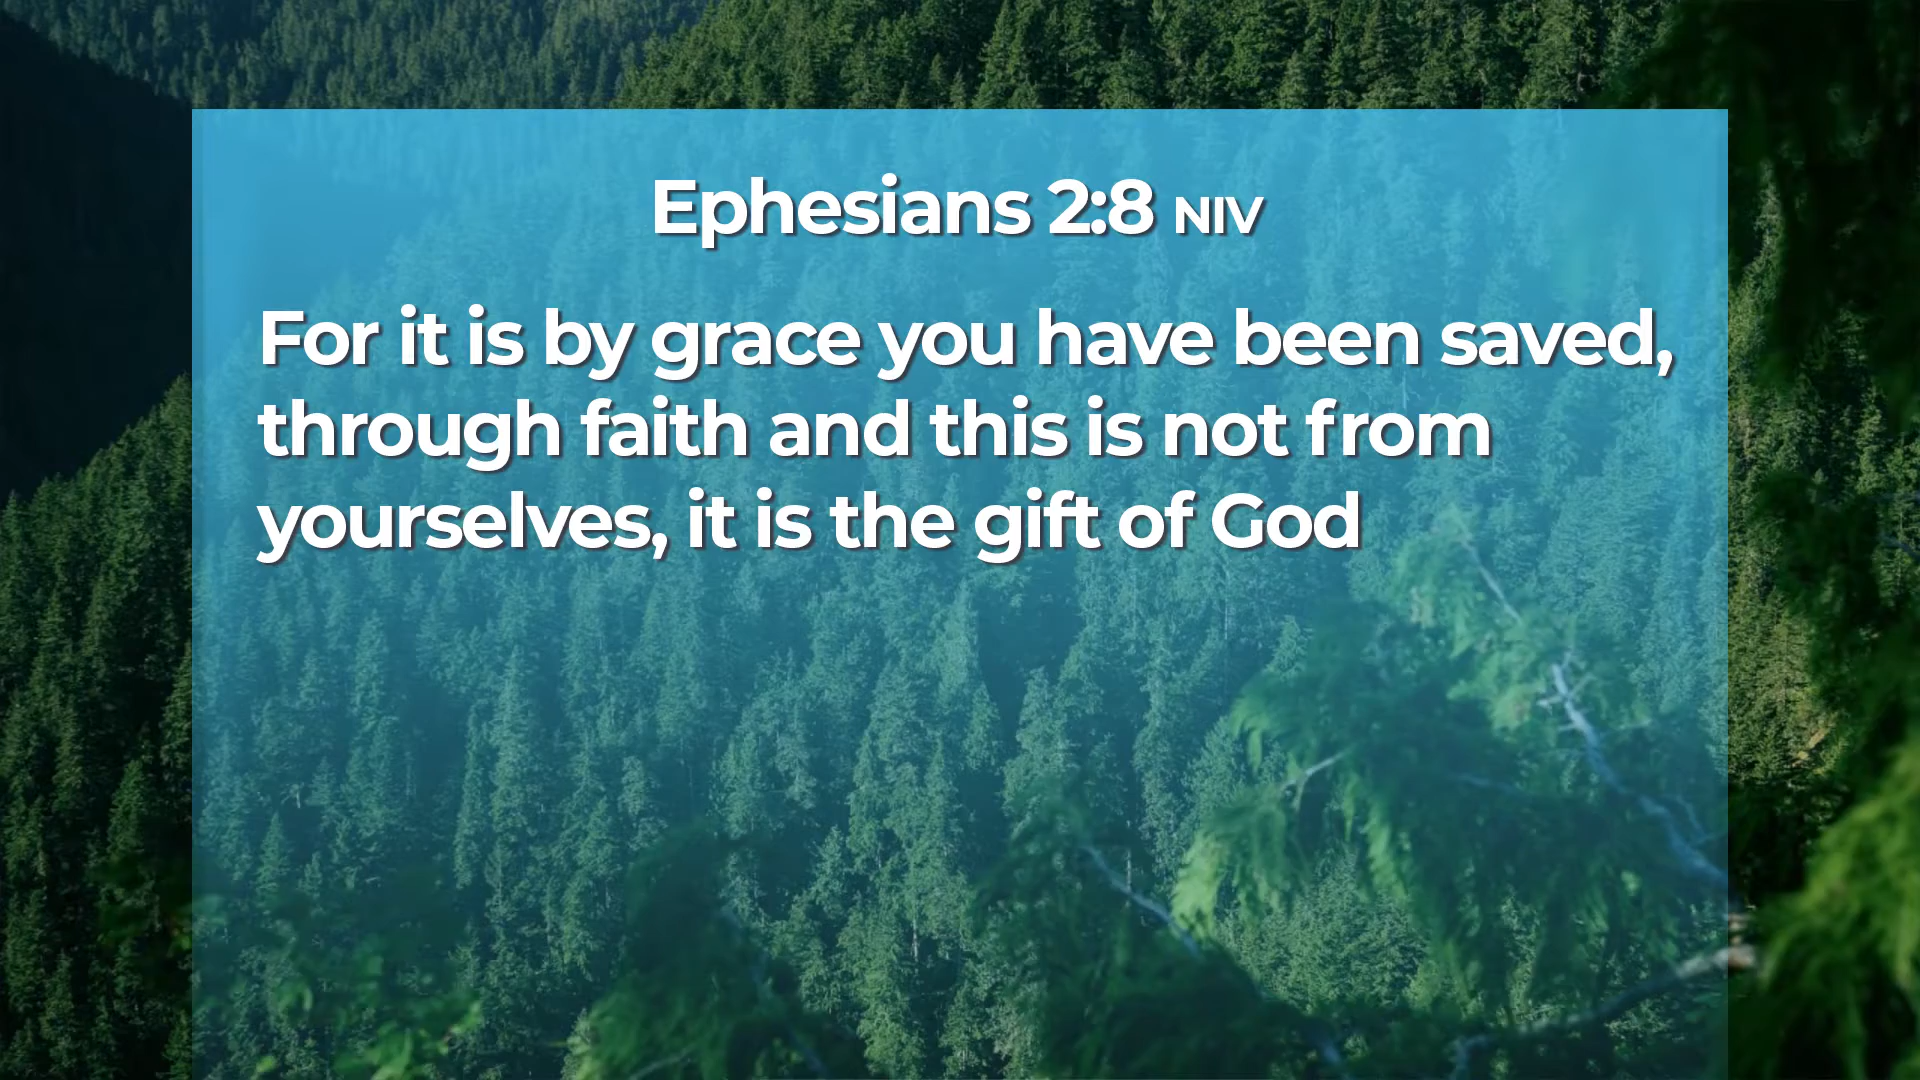 Ephesians 2:8 NIV
For it is by grace you have been saved,
through faith and this is not from
yourselves, it is the gift of God